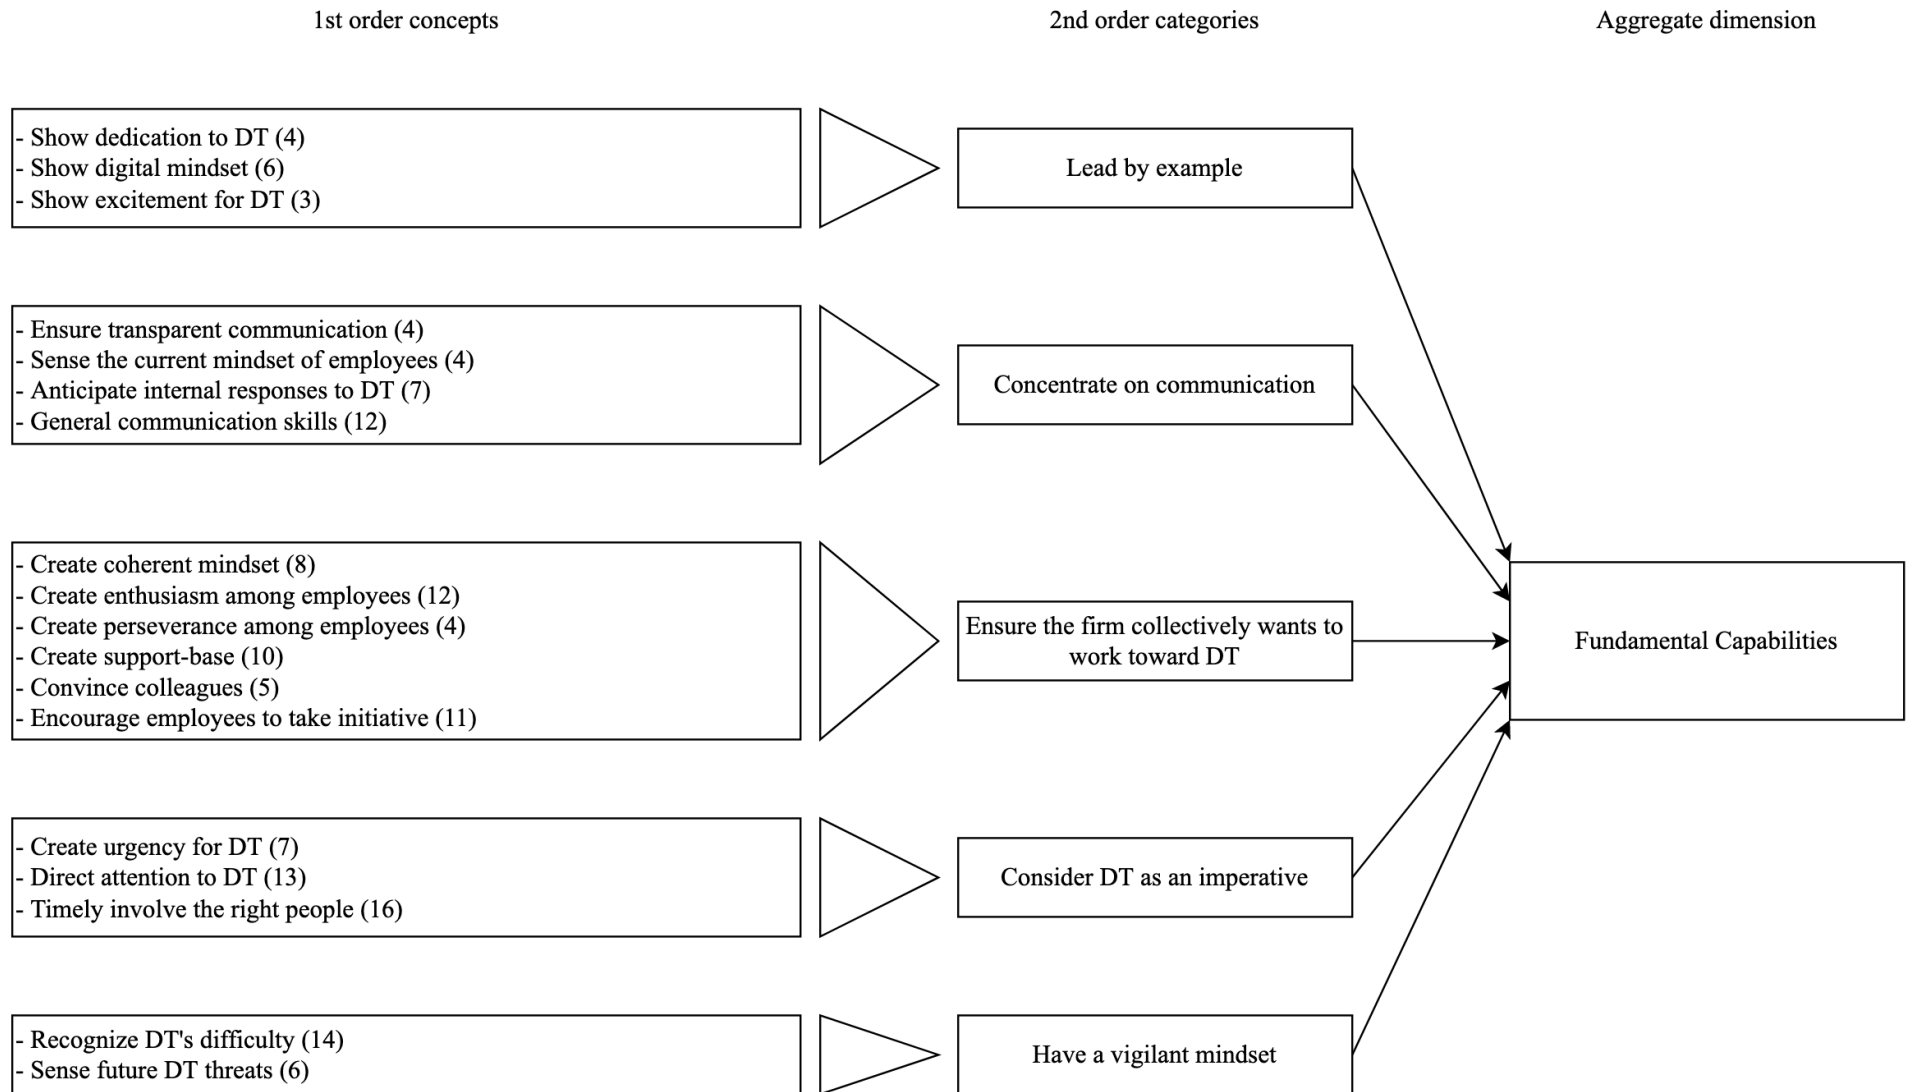 1st order concepts
2nd order categories
Aggregate dimension
- Show dedication to DT (4)
- Show digital mindset (6)
- Show excitement for DT (3)
Lead by example
- Ensure transparent communication (4)
- Sense the current mindset of employees (4)
- Anticipate internal responses to DT (7)
- General communication skills (12)
Concentrate on communication
- Create coherent mindset (8)
- Create enthusiasm among employees (12)
- Create perseverance among employees (4)
- Create support-base (10)
- Convince colleagues (5)
- Encourage employees to take initiative (11)
Ensure the firm collectively wants to
work toward DT
Fundamental Capabilities
- Create urgency for DT (7)
- Direct attention to DT (13)
- Timely involve the right people (16)
Consider DT as an imperative
- Recognize DT's difficulty (14)
- Sense future DT threats (6)
Have a vigilant mindset